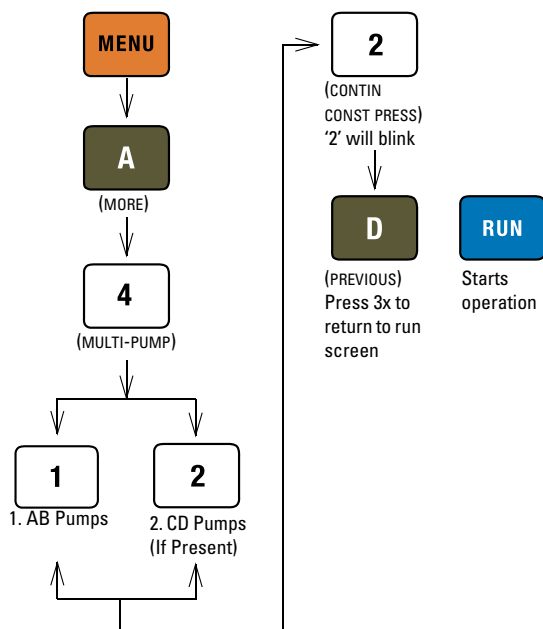 MENU
A
(MORE)
4
(MULTI-PUMP)
1
1. AB Pumps
2
2. CD Pumps
(If Present)
2
(CONTIN
CONST PRESS)
‘2’ will blink
D
(PREVIOUS)
Press 3x to
return to run
screen
RUN
Starts
operation